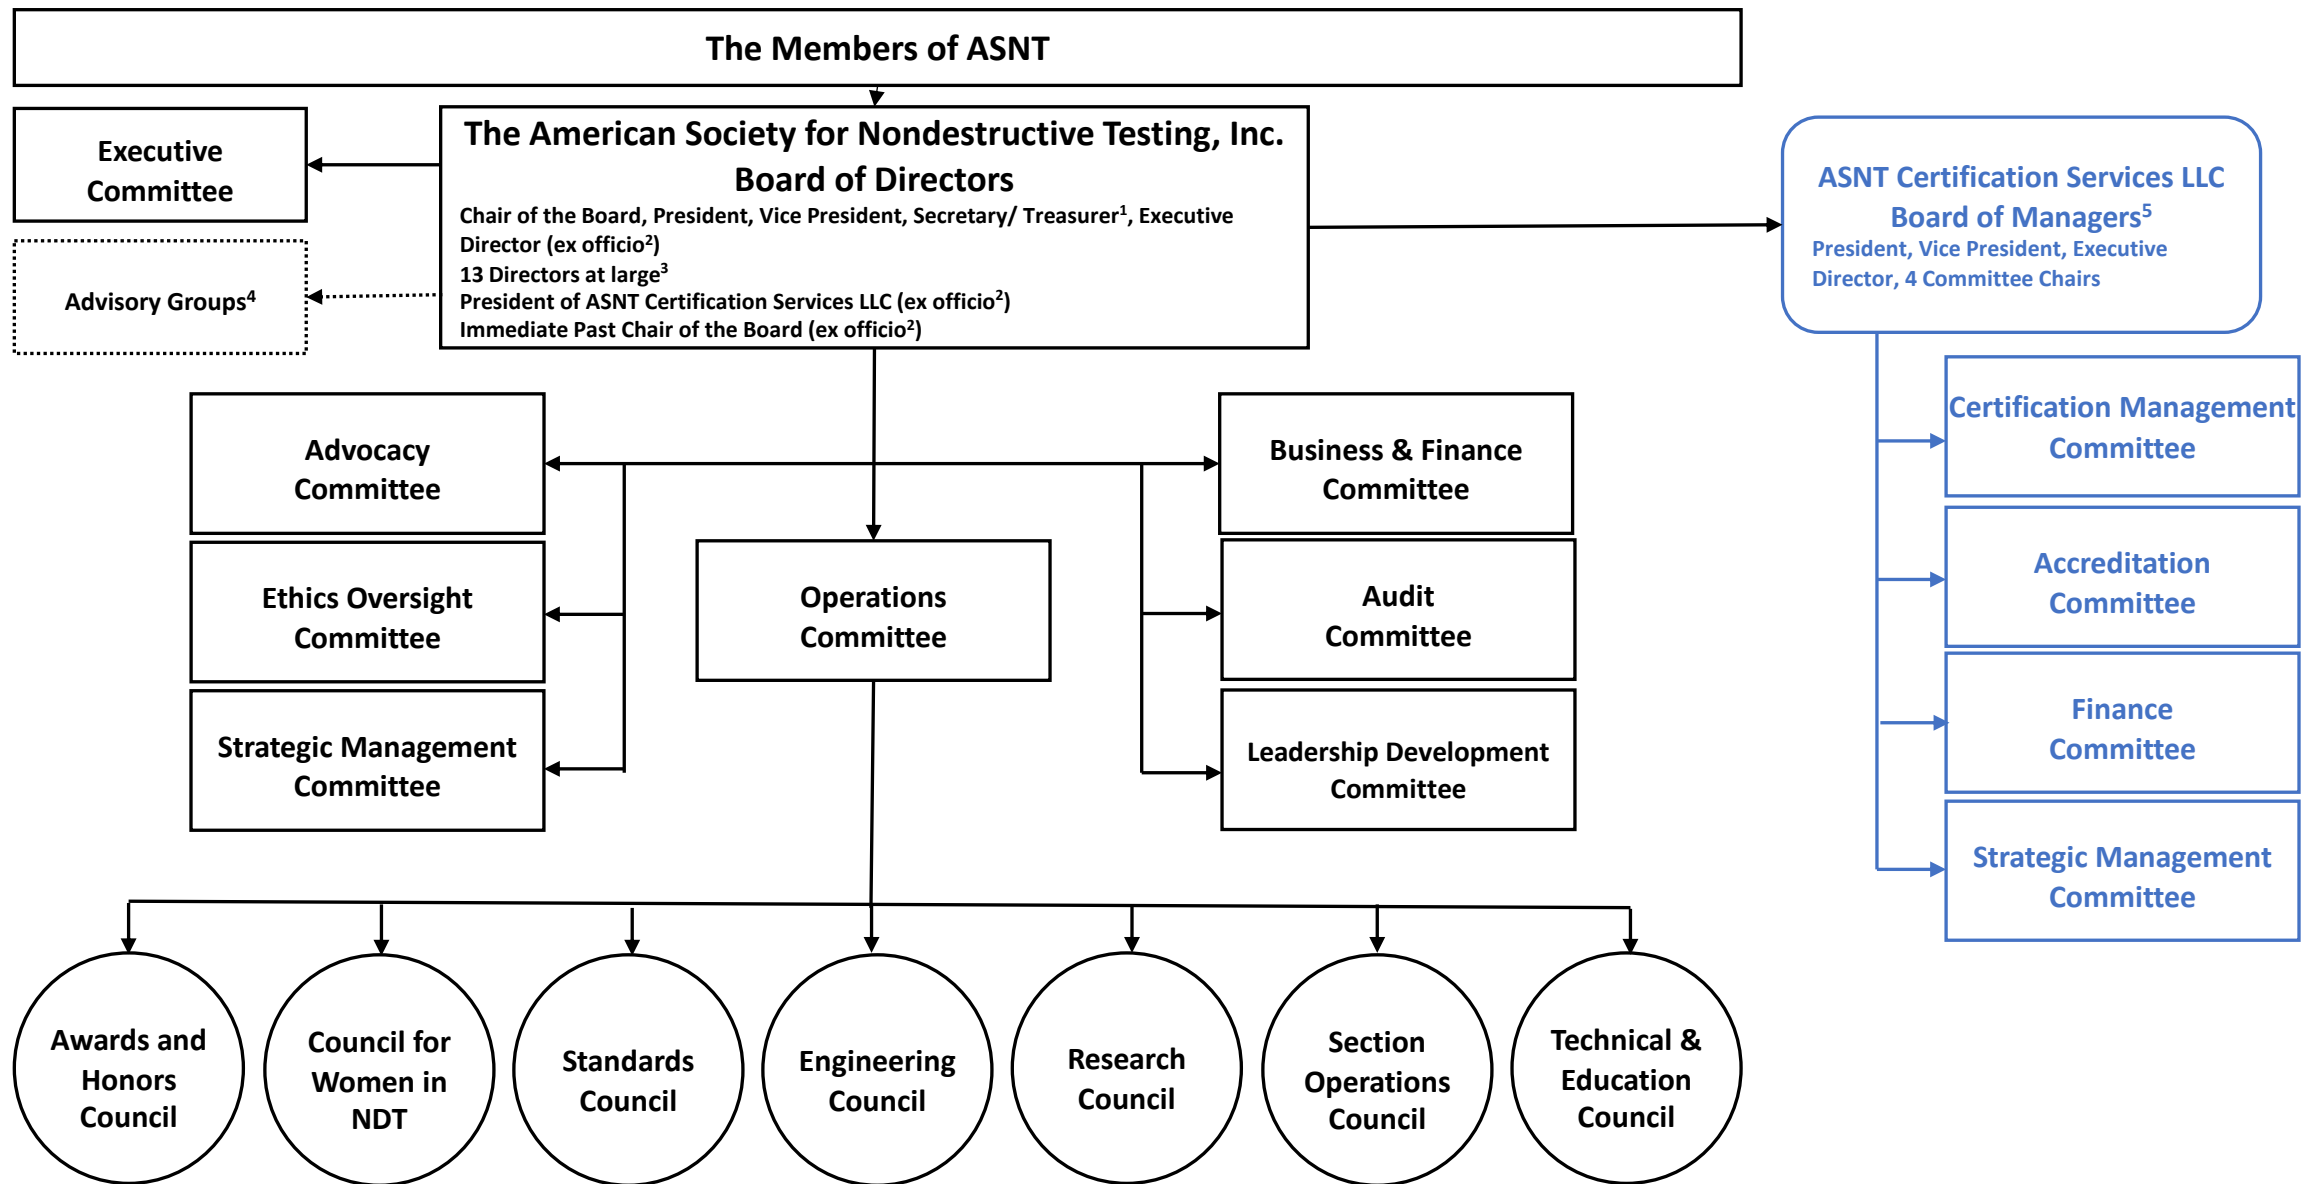 The Members of ASNT
Executive
Committee
The American Society for Nondestructive Testing, Inc.
Board of Directors
Chair of the Board, President, Vice President, Secretary/ Treasurer¹, Executive
Director (ex officio²)
13 Directors at large³
President of ASNT Certification Services LLC (ex officio²)
Immediate Past Chair of the Board (ex officio²)
Advisory Groups⁴
ASNT Certification Services LLC
Board of Managers⁵
President, Vice President, Executive
Director, 4 Committee Chairs
Advocacy
Committee
Business & Finance
Committee
Certification Management
Committee
Ethics Oversight
Committee
Operations
Committee
Audit
Committee
Accreditation
Committee
Strategic Management
Committee
Leadership Development
Committee
Finance
Committee
Strategic Management
Committee
Awards and
Honors
Council
Council for
Women in
NDT
Standards
Council
Engineering
Council
Research
Council
Section
Operations
Council
Technical &
Education
Council